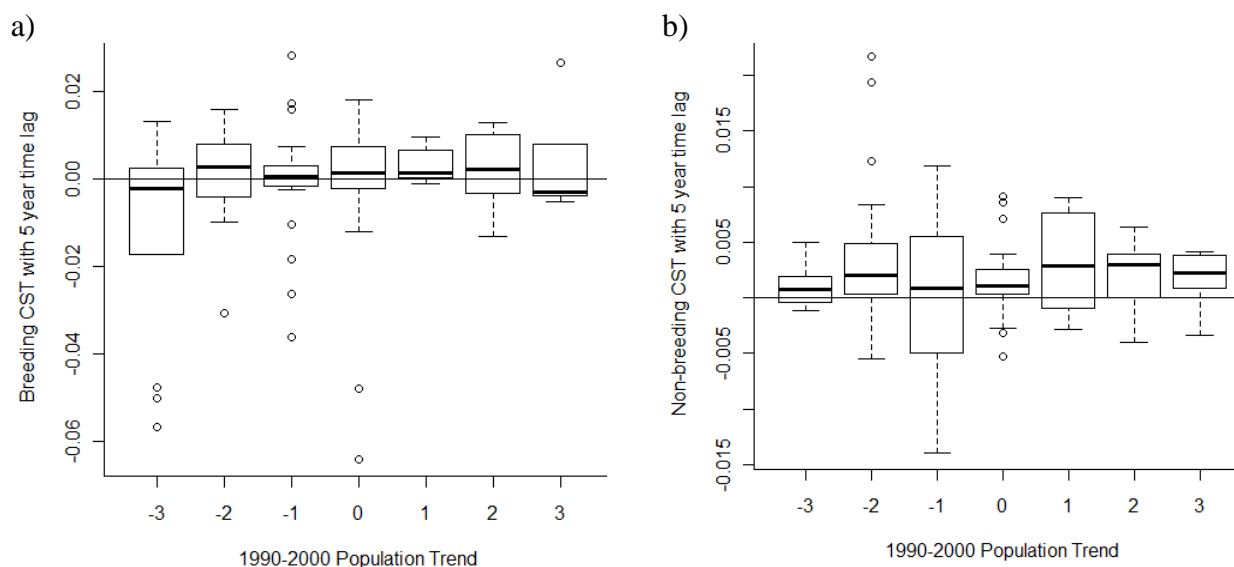 a)
Breeding CST with 5 year time lag
0.02
0.00
-0.02
-0.04
-0.06
-3 -2 -1 0 1 2 3
1990-2000 Population Trend
b)
Non-breeding CST with 5 year time lag
0.015
0.005
-0.005
-0.015
-3 -2 -1 0 1 2 3
1990-2000 Population Trend